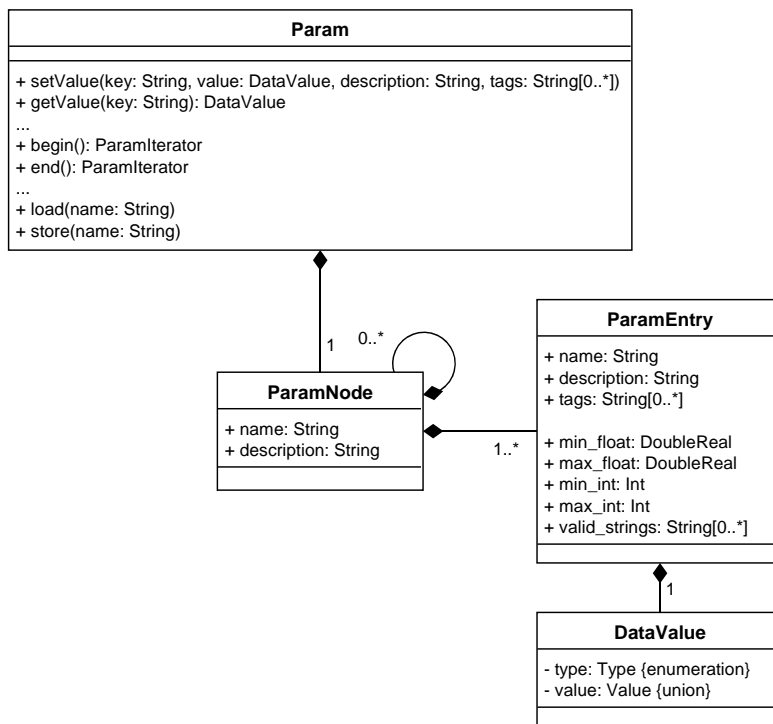 Param
+ setValue(key: String, value: DataValue, description: String, tags: String[0..*])
+ getValue(key: String): DataValue
...
+ begin(): ParamIterator
+ end(): ParamIterator
...
+ load(name: String)
+ store(name: String)
1
0..*
ParamNode
+ name: String
+ description: String
1..*
ParamEntry
+ name: String
+ description: String
+ tags: String[0..*]
+ min_float: DoubleReal
+ max_float: DoubleReal
+ min_int: Int
+ max_int: Int
+ valid_strings: String[0..*]
1
DataValue
- type: Type {enumeration}
- value: Value {union}